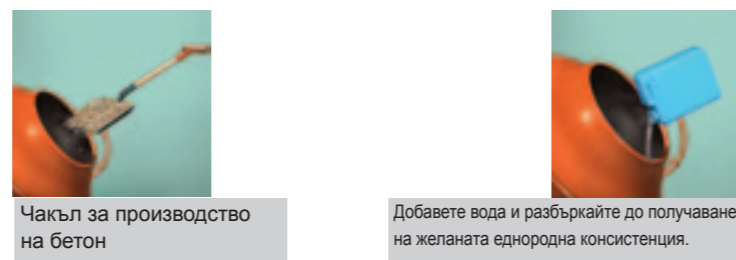 Чакъл за производство
на бетон
Добавете вода и разбъркайте до получаване
на желаната еднородна консистенция.